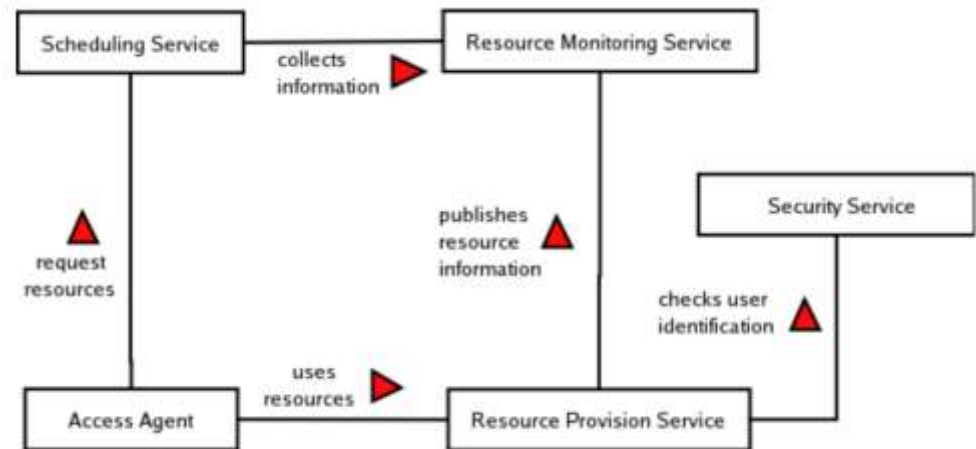 Scheduling Service
Resource Monitoring Service
collects
information
Security Service
publishes
resource
information
request
resources
checks user
identification
uses
resources
Access Agent
Resource Provision Service